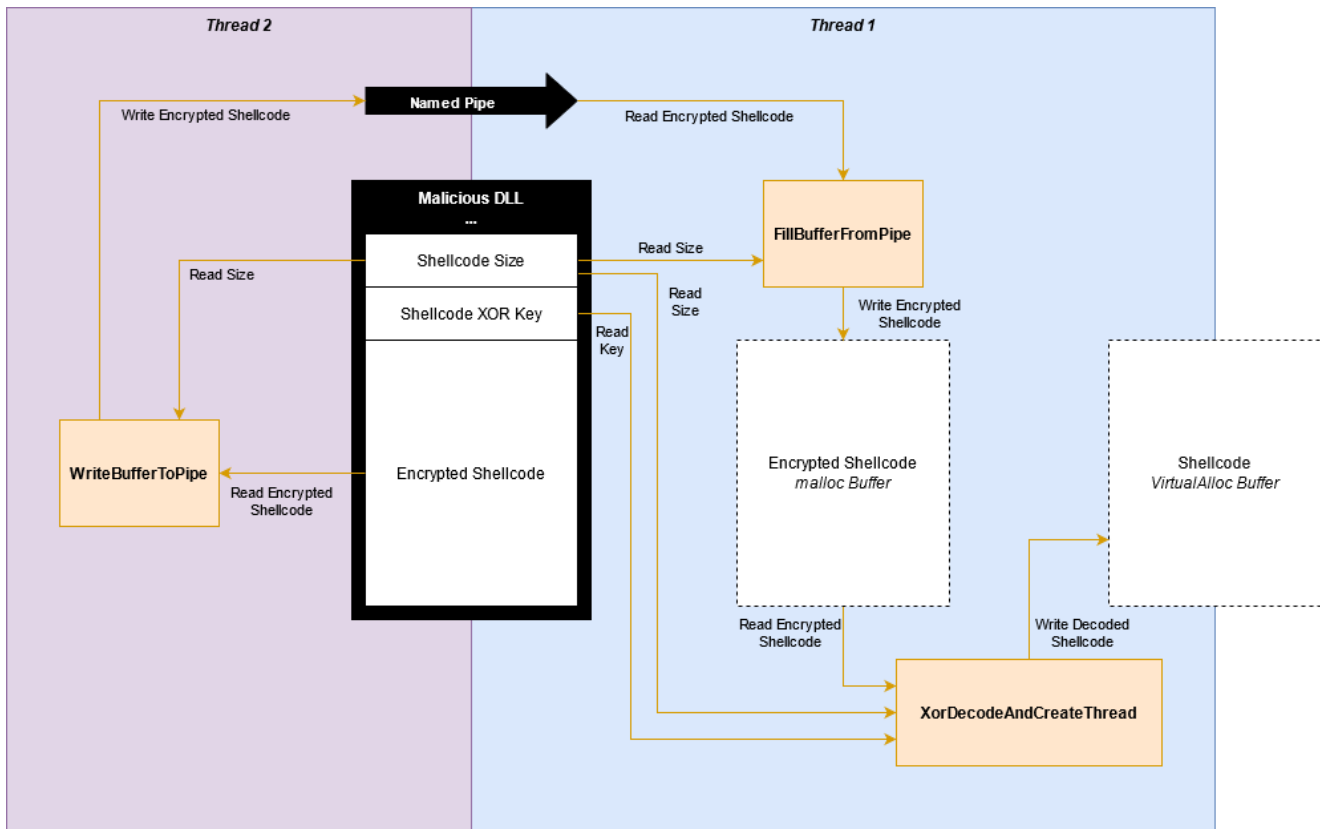 Thread 2
Thread 1
Named Pipe
Write Encrypted Shellcode
Read Encrypted Shellcode
Malicious DLL
...
FillBufferFromPipe
Read Size
Shellcode Size
Read Size
Read
Size
Write Encrypted
Shellcode
Shellcode XOR Key
Read
Key
WriteBufferToPipe
Read Encrypted
Shellcode
Encrypted Shellcode
Encrypted Shellcode
malloc Buffer
Shellcode
VirtualAlloc Buffer
Read Encrypted
Shellcode
Write Decoded
Shellcode
XorDecodeAndCreateThread